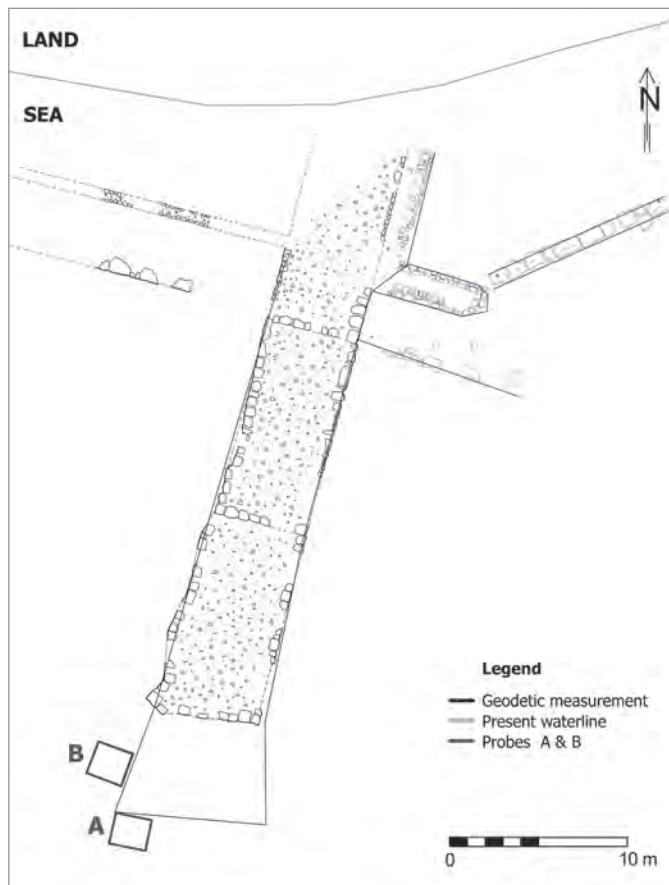 LAND
SEA
N
Legend
Geodetic measurement
Present waterline
Probes A & B
B
A
0 10 m